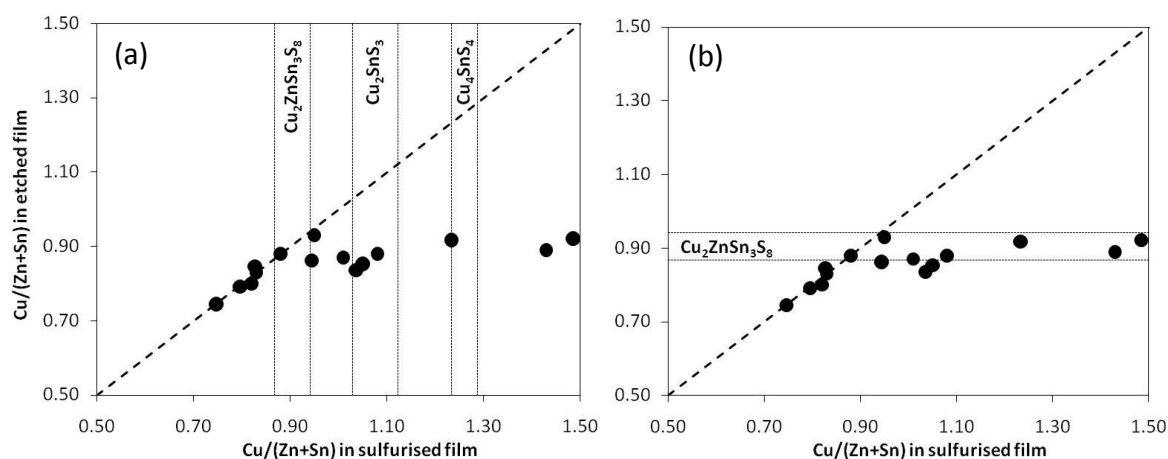 (a)
Cu/(Zn+Sn) in etched film
1.50
1.30
1.10
0.90
0.70
0.50
Cu₂ZnSn₃S₈
Cu₂SnS₃
Cu₄SnS₄
0.50 0.70 0.90 1.10 1.30 1.50
Cu/(Zn+Sn) in sulfurised film
(b)
1.50
1.30
1.10
0.90
0.70
0.50
Cu₂ZnSn₃S₈
0.50 0.70 0.90 1.10 1.30 1.50
Cu/(Zn+Sn) in sulfurised film